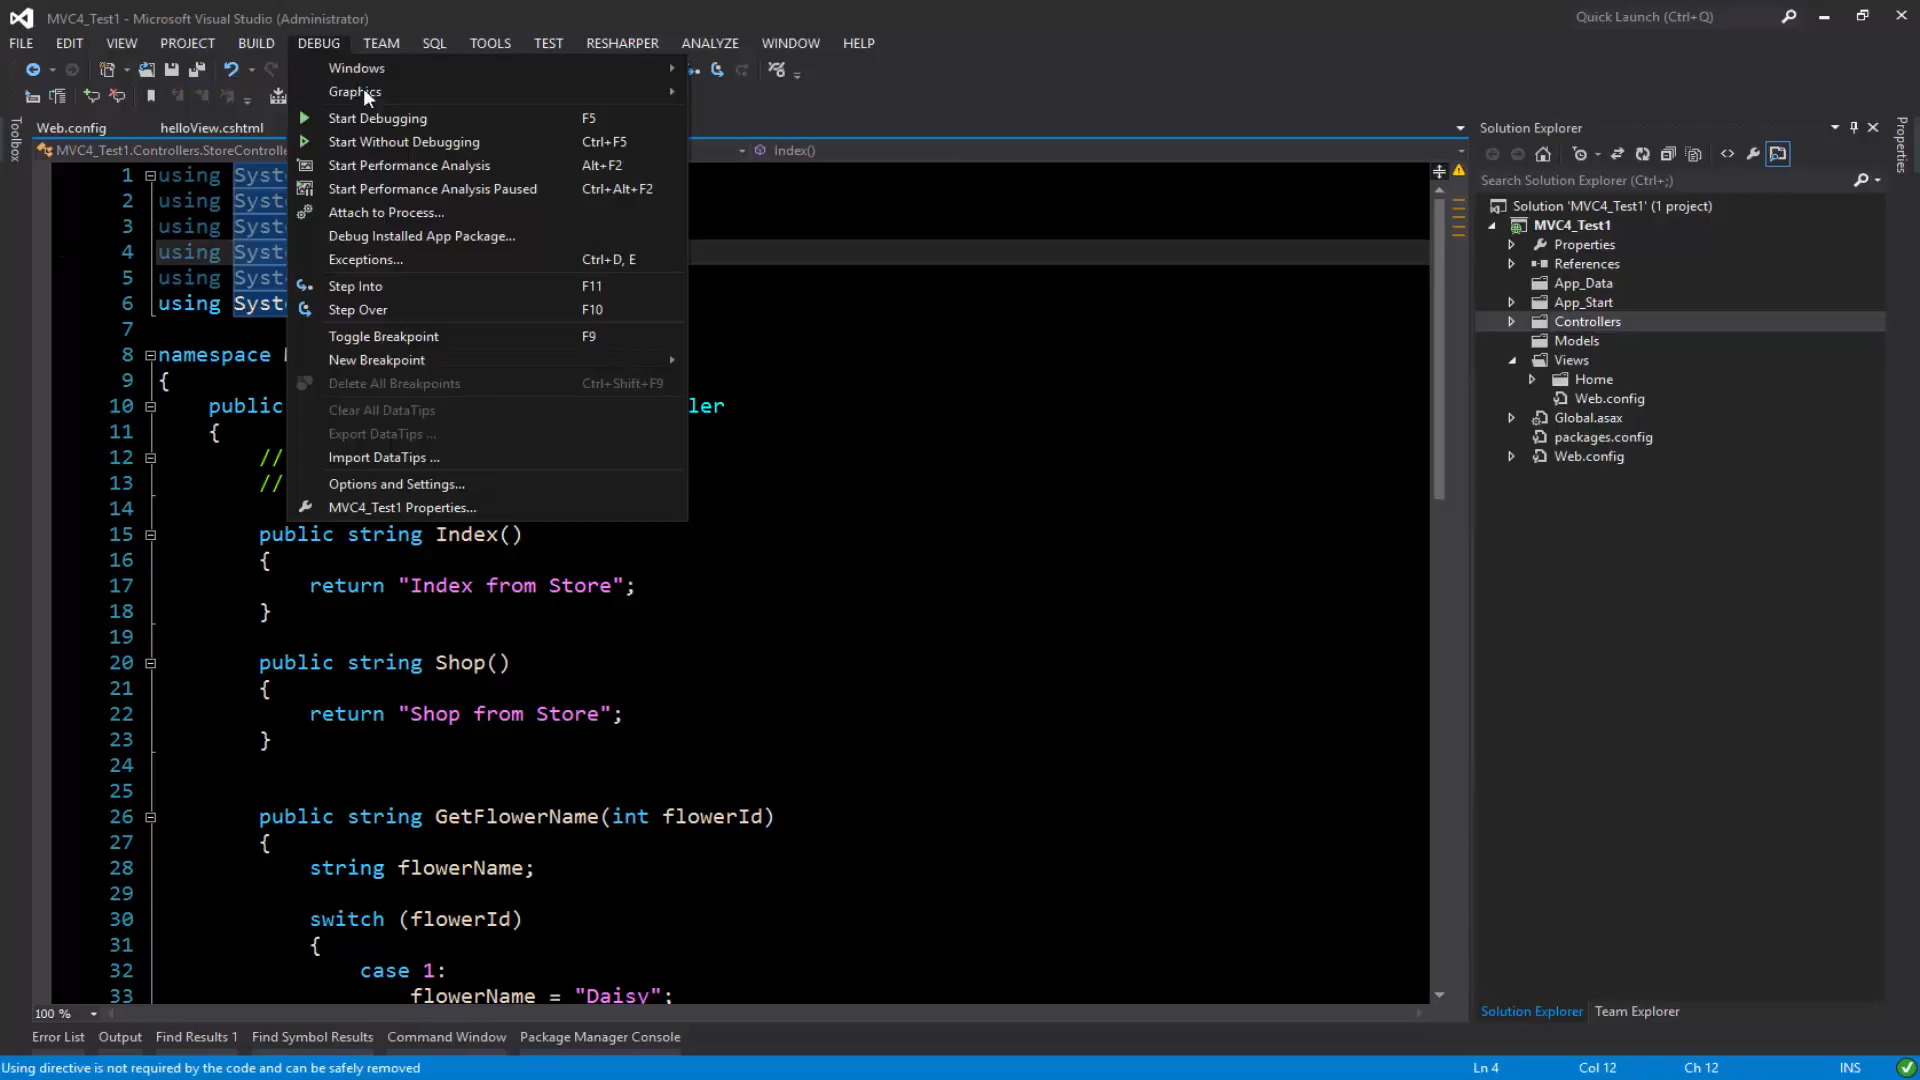 MVC4_Test1 - Microsoft Visual Studio (Administrator)
Quick Launch (Ctrl+Q)
FILE EDIT VIEW PROJECT BUILD DEBUG TEAM SQL TOOLS TEST RESHARPER ANALYZE WINDOW HELP
Windows
Graphics
Start Debugging F5
Start Without Debugging Ctrl+F5
Start Performance Analysis Alt+F2
Start Performance Analysis Paused Ctrl+Alt+F2
Attach to Process...
Debug Installed App Package...
Exceptions... Ctrl+D, E
Step Into F11
Step Over F10
Toggle Breakpoint F9
New Breakpoint
Delete All Breakpoints Ctrl+Shift+F9
Clear All DataTips
Export DataTips ...
Import DataTips ...
Options and Settings...
MVC4_Test1 Properties...
Toolbox
Web.config helloView.cshtml
MVC4_Test1.Controllers.StoreControlle
Index()
1 using Syst
2 using Syst
3 using Syst
4 using Syst
5 using Syst
6 using Syst
7
8 namespace
9 {
10 public ler
11 {
12 //
13 //
14
15 public string Index()
16 {
17 return "Index from Store";
18 }
19
20 public string Shop()
21 {
22 return "Shop from Store";
23 }
24
25
26 public string GetFlowerName(int flowerId)
27 {
28 string flowerName;
29
30 switch (flowerId)
31 {
32 case 1:
33 flowerName = "Daisy";
100 %
Solution Explorer
Search Solution Explorer (Ctrl+;)
Solution 'MVC4_Test1' (1 project)
MVC4_Test1
Properties
References
App_Data
App_Start
Controllers
Models
Views
Home
Web.config
Global.asax
packages.config
Web.config
Solution Explorer Team Explorer
Properties
Error List Output Find Results 1 Find Symbol Results Command Window Package Manager Console
Using directive is not required by the code and can be safely removed
Ln 4 Col 12 Ch 12 INS